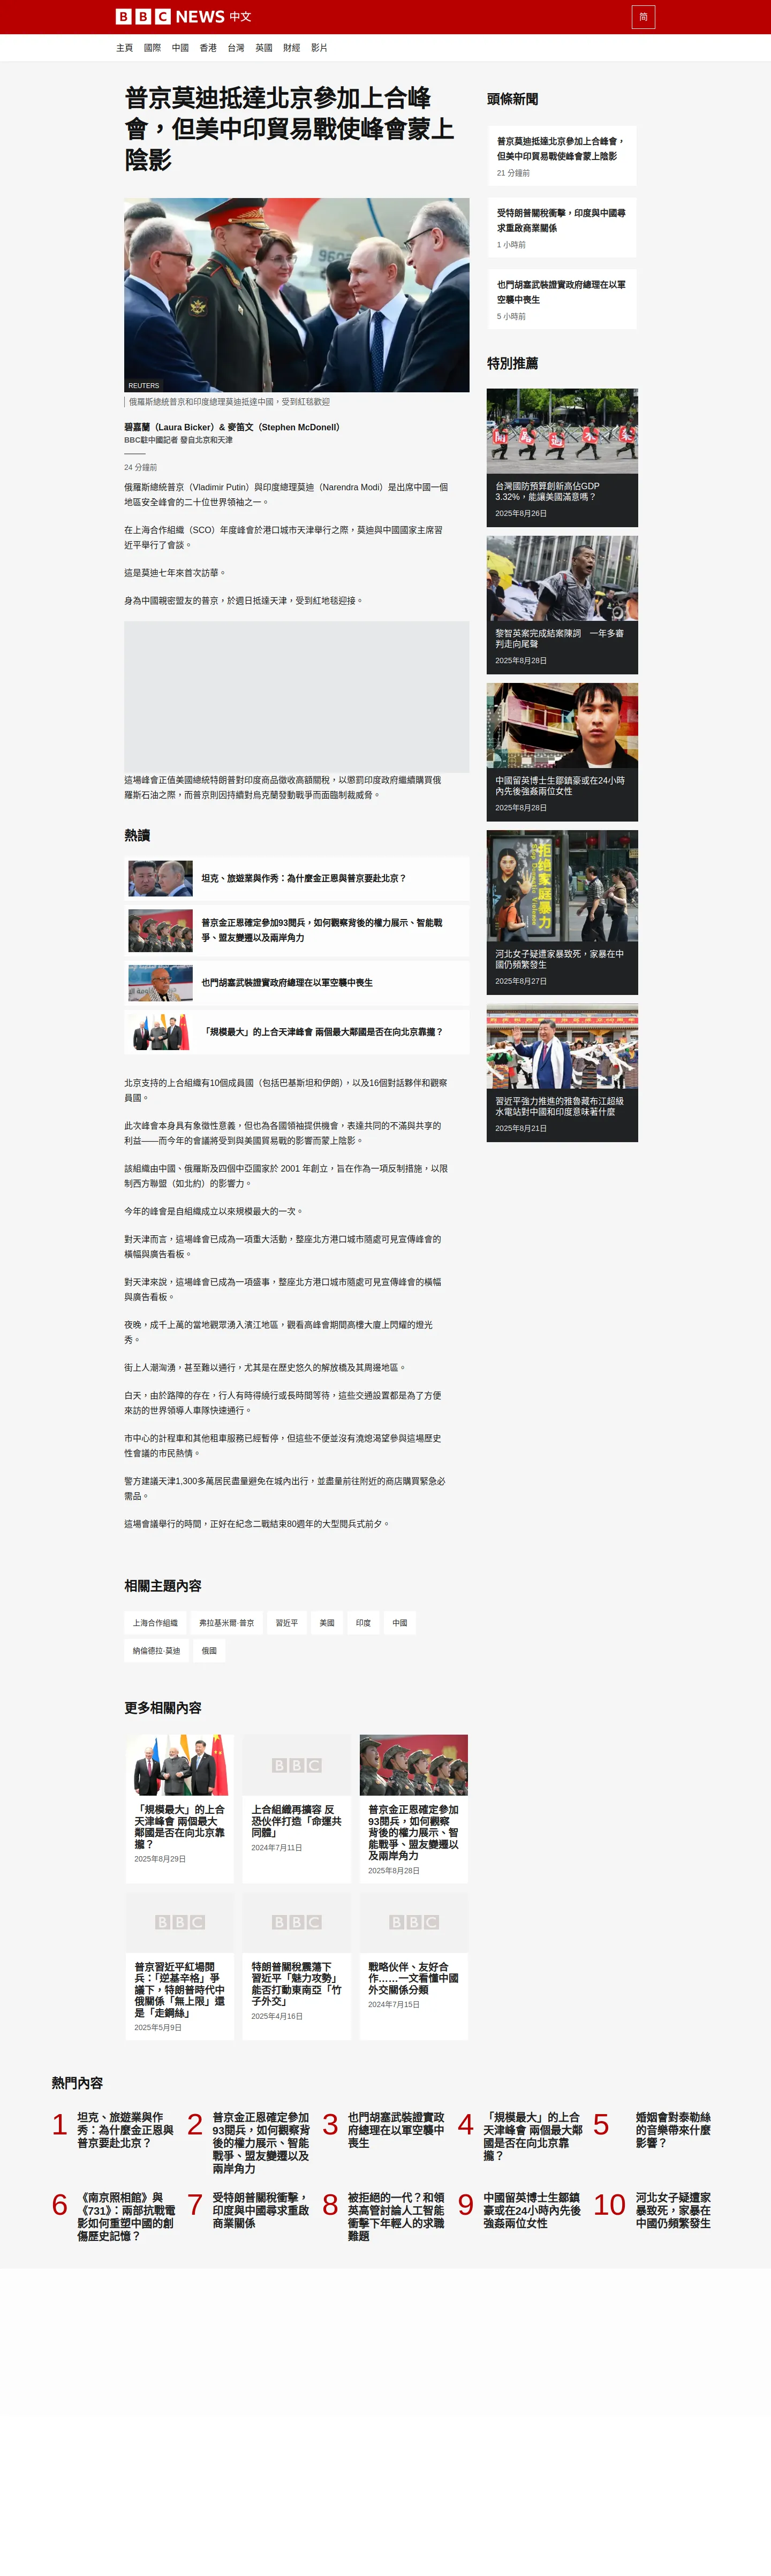 BBC NEWS 中文
简
主頁 國際 中國 香港 台灣 英國 財經 影片
普京莫迪抵達北京參加上合峰
會，但美中印貿易戰使峰會蒙上
陰影
REUTERS
俄羅斯總統普京和印度總理莫迪抵達中國，受到紅毯歡迎
碧嘉蘭（Laura Bicker）& 麥笛文（Stephen McDonell）
BBC駐中國記者 發自北京和天津
24 分鐘前
俄羅斯總統普京（Vladimir Putin）與印度總理莫迪（Narendra Modi）是出席中國一個
地區安全峰會的二十位世界領袖之一。
在上海合作組織（SCO）年度峰會於港口城市天津舉行之際，莫迪與中國國家主席習
近平舉行了會談。
這是莫迪七年來首次訪華。
身為中國親密盟友的普京，於週日抵達天津，受到紅地毯迎接。
這場峰會正值美國總統特朗普對印度商品徵收高額關稅，以懲罰印度政府繼續購買俄
羅斯石油之際，而普京則因持續對烏克蘭發動戰爭而面臨制裁威脅。
熱讀
坦克、旅遊業與作秀：為什麼金正恩與普京要赴北京？
普京金正恩確定參加93閱兵，如何觀察背後的權力展示、智能戰
爭、盟友變遷以及兩岸角力
也門胡塞武裝證實政府總理在以軍空襲中喪生
「規模最大」的上合天津峰會 兩個最大鄰國是否在向北京靠攏？
北京支持的上合組織有10個成員國（包括巴基斯坦和伊朗），以及16個對話夥伴和觀察
員國。
此次峰會本身具有象徵性意義，但也為各國領袖提供機會，表達共同的不滿與共享的
利益——而今年的會議將受到與美國貿易戰的影響而蒙上陰影。
該組織由中國、俄羅斯及四個中亞國家於 2001 年創立，旨在作為一項反制措施，以限
制西方聯盟（如北約）的影響力。
今年的峰會是自組織成立以來規模最大的一次。
對天津而言，這場峰會已成為一項重大活動，整座北方港口城市隨處可見宣傳峰會的
橫幅與廣告看板。
對天津來說，這場峰會已成為一項盛事，整座北方港口城市隨處可見宣傳峰會的橫幅
與廣告看板。
夜晚，成千上萬的當地觀眾湧入濱江地區，觀看高峰會期間高樓大廈上閃耀的燈光
秀。
街上人潮洶湧，甚至難以通行，尤其是在歷史悠久的解放橋及其周邊地區。
白天，由於路障的存在，行人有時得繞行或長時間等待，這些交通設置都是為了方便
來訪的世界領導人車隊快速通行。
市中心的計程車和其他租車服務已經暫停，但這些不便並沒有澆熄渴望參與這場歷史
性會議的市民熱情。
警方建議天津1,300多萬居民盡量避免在城內出行，並盡量前往附近的商店購買緊急必
需品。
這場會議舉行的時間，正好在紀念二戰結束80週年的大型閱兵式前夕。
相關主題內容
上海合作組織 弗拉基米爾·普京 習近平 美國 印度 中國
納倫德拉·莫迪 俄國
更多相關內容
「規模最大」的上合
天津峰會 兩個最大
鄰國是否在向北京靠
攏？
2025年8月29日
上合組織再擴容 反
恐伙伴打造「命運共
同體」
2024年7月11日
普京金正恩確定參加
93閱兵，如何觀察
背後的權力展示、智
能戰爭、盟友變遷以
及兩岸角力
2025年8月28日
BBC
BBC
BBC
BBC
普京習近平紅場閱
兵：「逆基辛格」爭
議下，特朗普時代中
俄關係「無上限」還
是「走鋼絲」
2025年5月9日
特朗普關稅震蕩下
習近平「魅力攻勢」
能否打動東南亞「竹
子外交」
2025年4月16日
戰略伙伴、友好合
作……一文看懂中國
外交關係分類
2024年7月15日
頭條新聞
普京莫迪抵達北京參加上合峰會，
但美中印貿易戰使峰會蒙上陰影
21 分鐘前
受特朗普關稅衝擊，印度與中國尋
求重啟商業關係
1 小時前
也門胡塞武裝證實政府總理在以軍
空襲中喪生
5 小時前
特別推薦
開路退未業
台灣國防預算創新高佔GDP
3.32%，能讓美國滿意嗎？
2025年8月26日
黎智英案完成結案陳詞 一年多審
判走向尾聲
2025年8月28日
中國留英博士生鄒鎮豪或在24小時
內先後強姦兩位女性
2025年8月28日
拒绝家庭暴力
河北女子疑遭家暴致死，家暴在中
國仍頻繁發生
2025年8月27日
習近平強力推進的雅魯藏布江超級
水電站對中國和印度意味著什麼
2025年8月21日
熱門內容
1 坦克、旅遊業與作
秀：為什麼金正恩與
普京要赴北京？
2 普京金正恩確定參加
93閱兵，如何觀察背
後的權力展示、智能
戰爭、盟友變遷以及
兩岸角力
3 也門胡塞武裝證實政
府總理在以軍空襲中
喪生
4 「規模最大」的上合
天津峰會 兩個最大鄰
國是否在向北京靠
攏？
5 婚姻會對泰勒絲
的音樂帶來什麼
影響？
6 《南京照相館》與
《731》：兩部抗戰電
影如何重塑中國的創
傷歷史記憶？
7 受特朗普關稅衝擊，
印度與中國尋求重啟
商業關係
8 被拒絕的一代？和領
英高管討論人工智能
衝擊下年輕人的求職
難題
9 中國留英博士生鄒鎮
豪或在24小時內先後
強姦兩位女性
10 河北女子疑遭家
暴致死，家暴在
中國仍頻繁發生